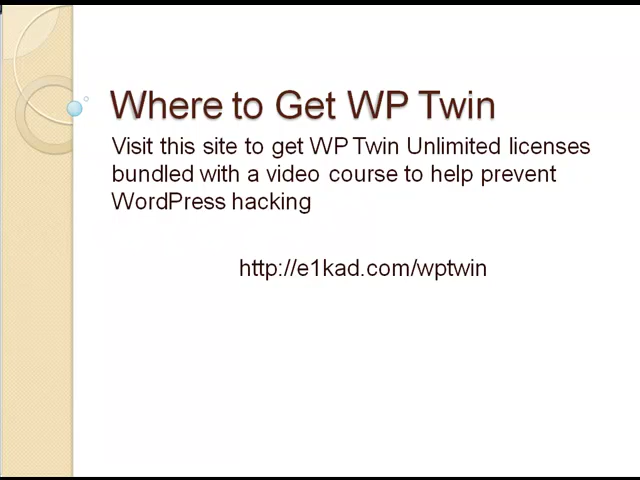 Where to Get WP Twin
Visit this site to get WP Twin Unlimited licenses
bundled with a video course to help prevent
WordPress hacking
http://e1kad.com/wptwin